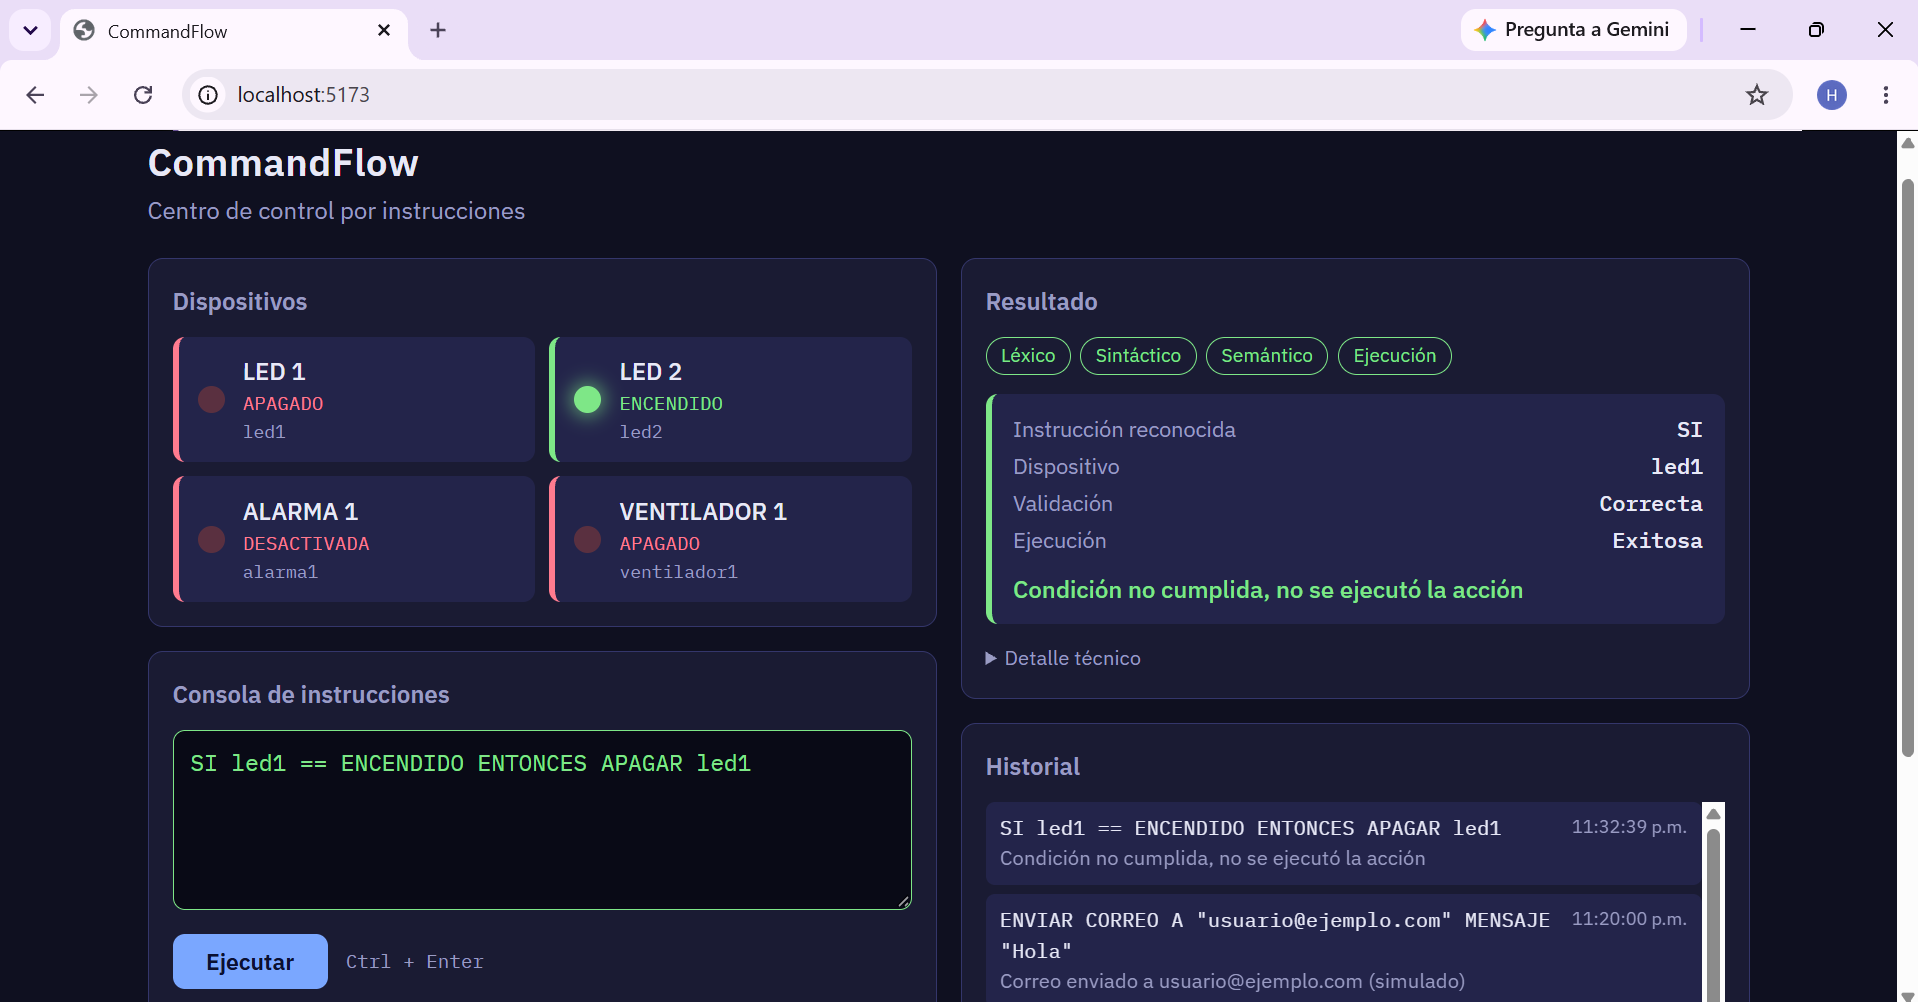 CommandFlow
Pregunta a Gemini
localhost:5173
H
CommandFlow
Centro de control por instrucciones
Dispositivos
LED 1
APAGADO
led1
LED 2
ENCENDIDO
led2
ALARMA 1
DESACTIVADA
alarma1
VENTILADOR 1
APAGADO
ventilador1
Consola de instrucciones
SI led1 == ENCENDIDO ENTONCES APAGAR led1
Ejecutar
Ctrl + Enter
Resultado
Léxico
Sintáctico
Semántico
Ejecución
Instrucción reconocida SI
Dispositivo led1
Validación Correcta
Ejecución Exitosa
Condición no cumplida, no se ejecutó la acción
Detalle técnico
Historial
SI led1 == ENCENDIDO ENTONCES APAGAR led1 11:32:39 p.m.
Condición no cumplida, no se ejecutó la acción
ENVIAR CORREO A "usuario@ejemplo.com" MENSAJE 11:20:00 p.m.
"Hola"
Correo enviado a usuario@ejemplo.com (simulado)